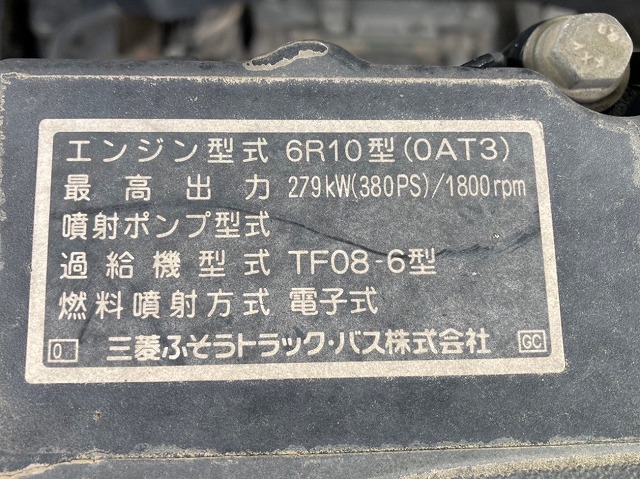 エンジン型式 6R10型(0AT3)
最高出力 279kW(380PS)/1800rpm
噴射ポンプ型式
過給機型式 TF08-6型
燃料噴射方式 電子式
0 三菱ふそうトラック・バス株式会社 GC